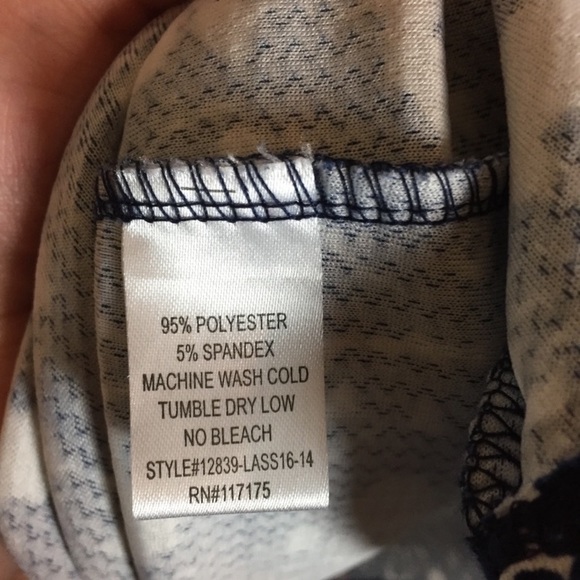 95% POLYESTER
5% SPANDEX
MACHINE WASH COLD
TUMBLE DRY LOW
NO BLEACH
STYLE#12839-LASS16-14
RN#117175